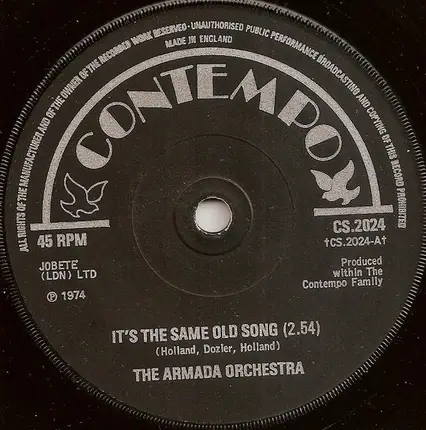 ALL RIGHTS OF THE MANUFACTURER AND OF THE OWNER OF THE RECORDED WORK RESERVED · UNAUTHORISED PUBLIC PERFORMANCE BROADCASTING AND COPYING OF THIS RECORD PROHIBITED
MADE IN ENGLAND
CONTEMPO
45 RPM
CS.2024
†CS.2024-A†
JOBETE
(LDN) LTD
℗ 1974
Produced
within The
Contempo Family
IT'S THE SAME OLD SONG (2.54)
(Holland, Dozier, Holland)
THE ARMADA ORCHESTRA